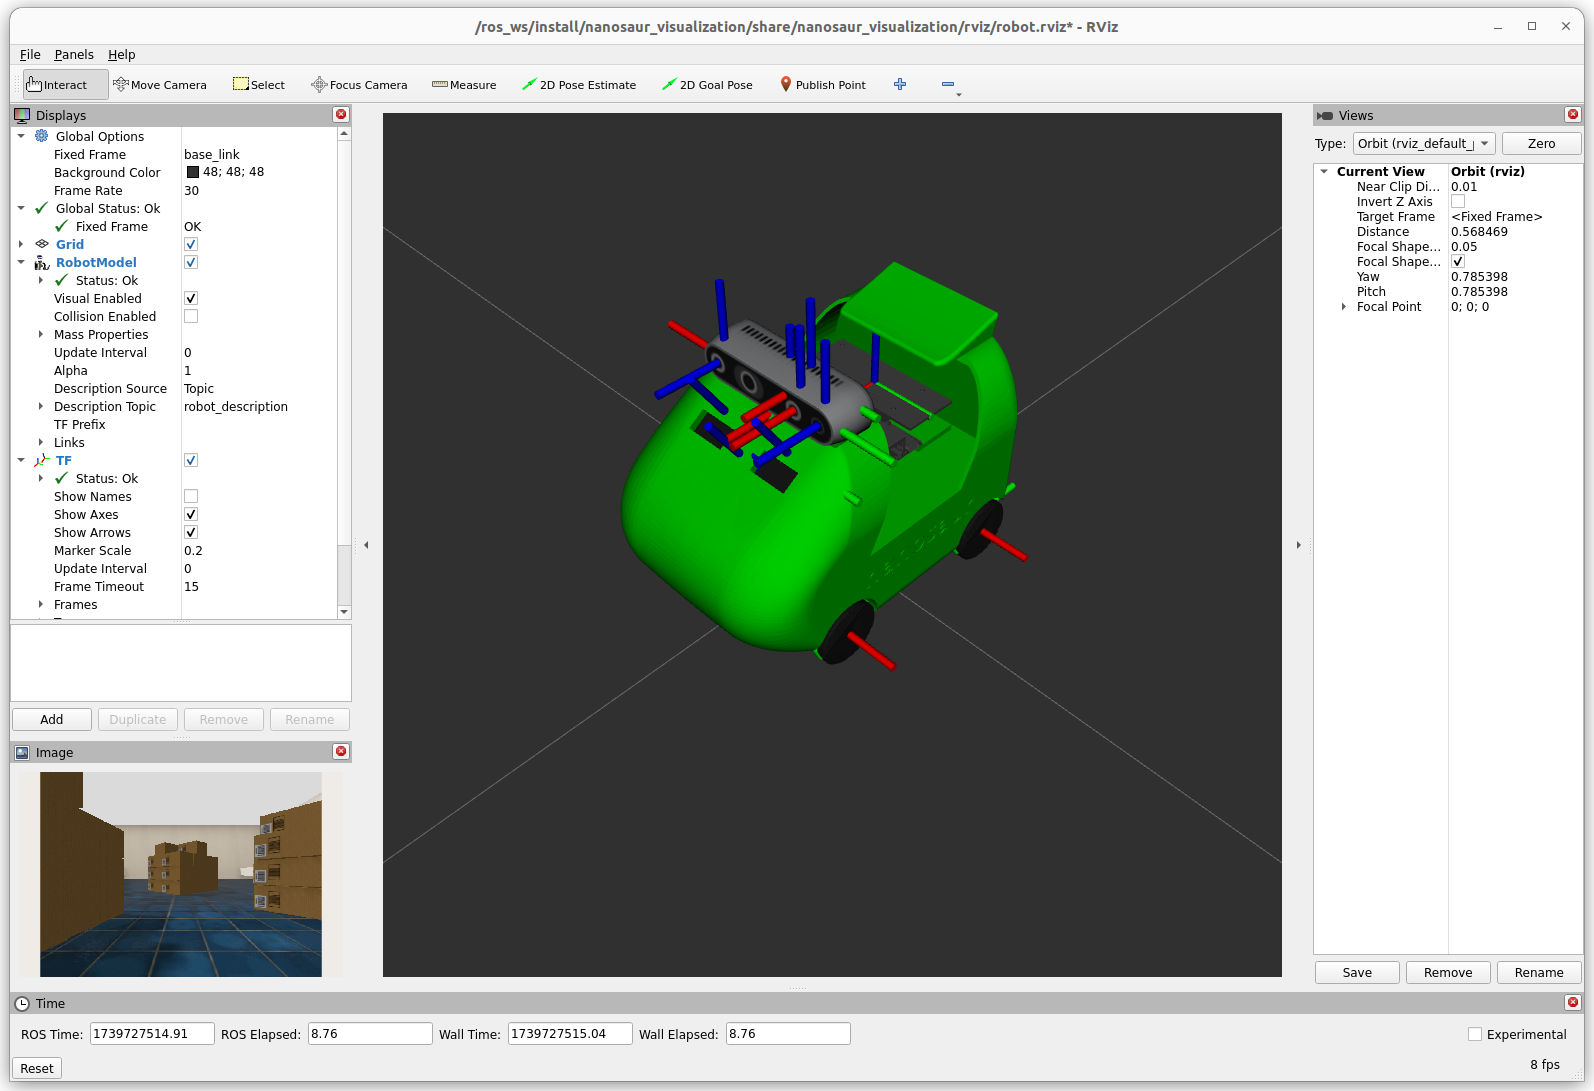 /ros_ws/install/nanosaur_visualization/share/nanosaur_visualization/rviz/robot.rviz* - RViz
File Panels Help
Interact Move Camera Select Focus Camera Measure 2D Pose Estimate 2D Goal Pose Publish Point
Displays
Global Options
Fixed Frame base_link
Background Color 48; 48; 48
Frame Rate 30
Global Status: Ok
Fixed Frame OK
Grid
RobotModel
Status: Ok
Visual Enabled
Collision Enabled
Mass Properties
Update Interval 0
Alpha 1
Description Source Topic
Description Topic robot_description
TF Prefix
Links
TF
Status: Ok
Show Names
Show Axes
Show Arrows
Marker Scale 0.2
Update Interval 0
Frame Timeout 15
Frames
Add Duplicate Remove Rename
Image
Views
Type: Orbit (rviz_default_ Zero
Current View Orbit (rviz)
Near Clip Di... 0.01
Invert Z Axis
Target Frame <Fixed Frame>
Distance 0.568469
Focal Shape... 0.05
Focal Shape...
Yaw 0.785398
Pitch 0.785398
Focal Point 0; 0; 0
Save Remove Rename
Time
ROS Time: 1739727514.91 ROS Elapsed: 8.76 Wall Time: 1739727515.04 Wall Elapsed: 8.76 Experimental
Reset 8 fps